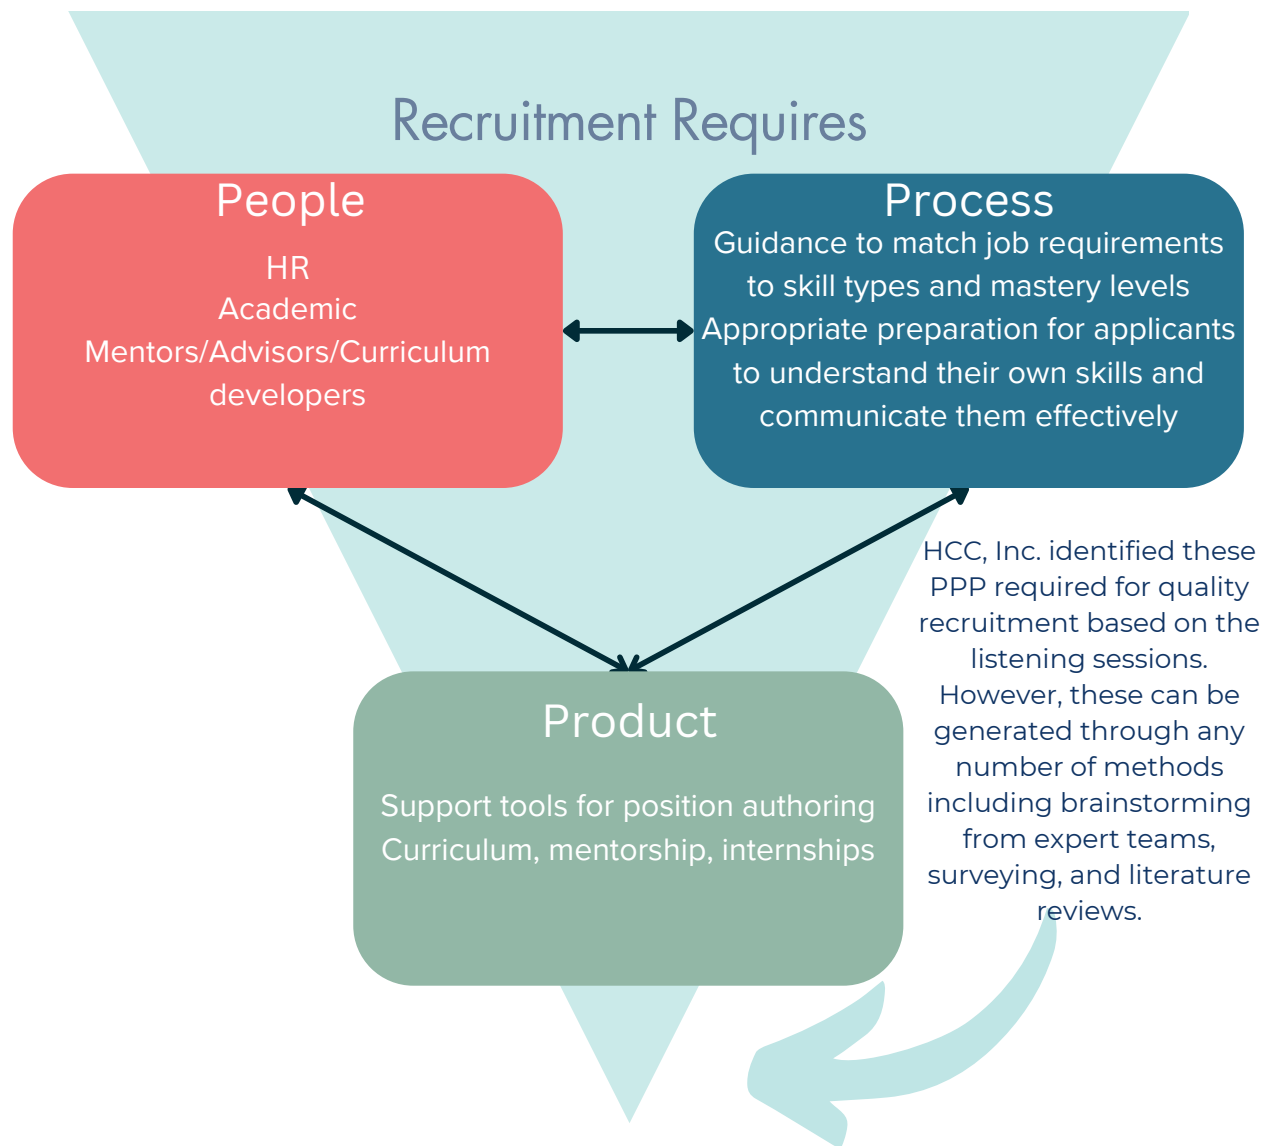 Recruitment Requires
People
HR
Academic
Mentors/Advisors/Curriculum
developers
Process
Guidance to match job requirements
to skill types and mastery levels
Appropriate preparation for applicants
to understand their own skills and
communicate them effectively
Product
Support tools for position authoring
Curriculum, mentorship, internships
HCC, Inc. identified these
PPP required for quality
recruitment based on the
listening sessions.
However, these can be
generated through any
number of methods
including brainstorming
from expert teams,
surveying, and literature
reviews.